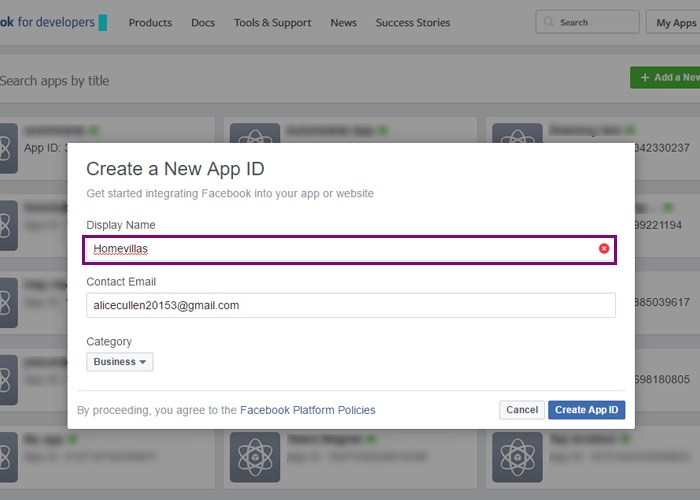 ok for developers Products Docs Tools & Support News Success Stories Search My Apps
Search apps by title + Add a New
App ID: 342330237
99221194
Create a New App ID
Get started integrating Facebook into your app or website
Display Name
Homevillas
Contact Email
alicecullen20153@gmail.com
885039617
Category
Business
598180805
By proceeding, you agree to the Facebook Platform Policies Cancel Create App ID